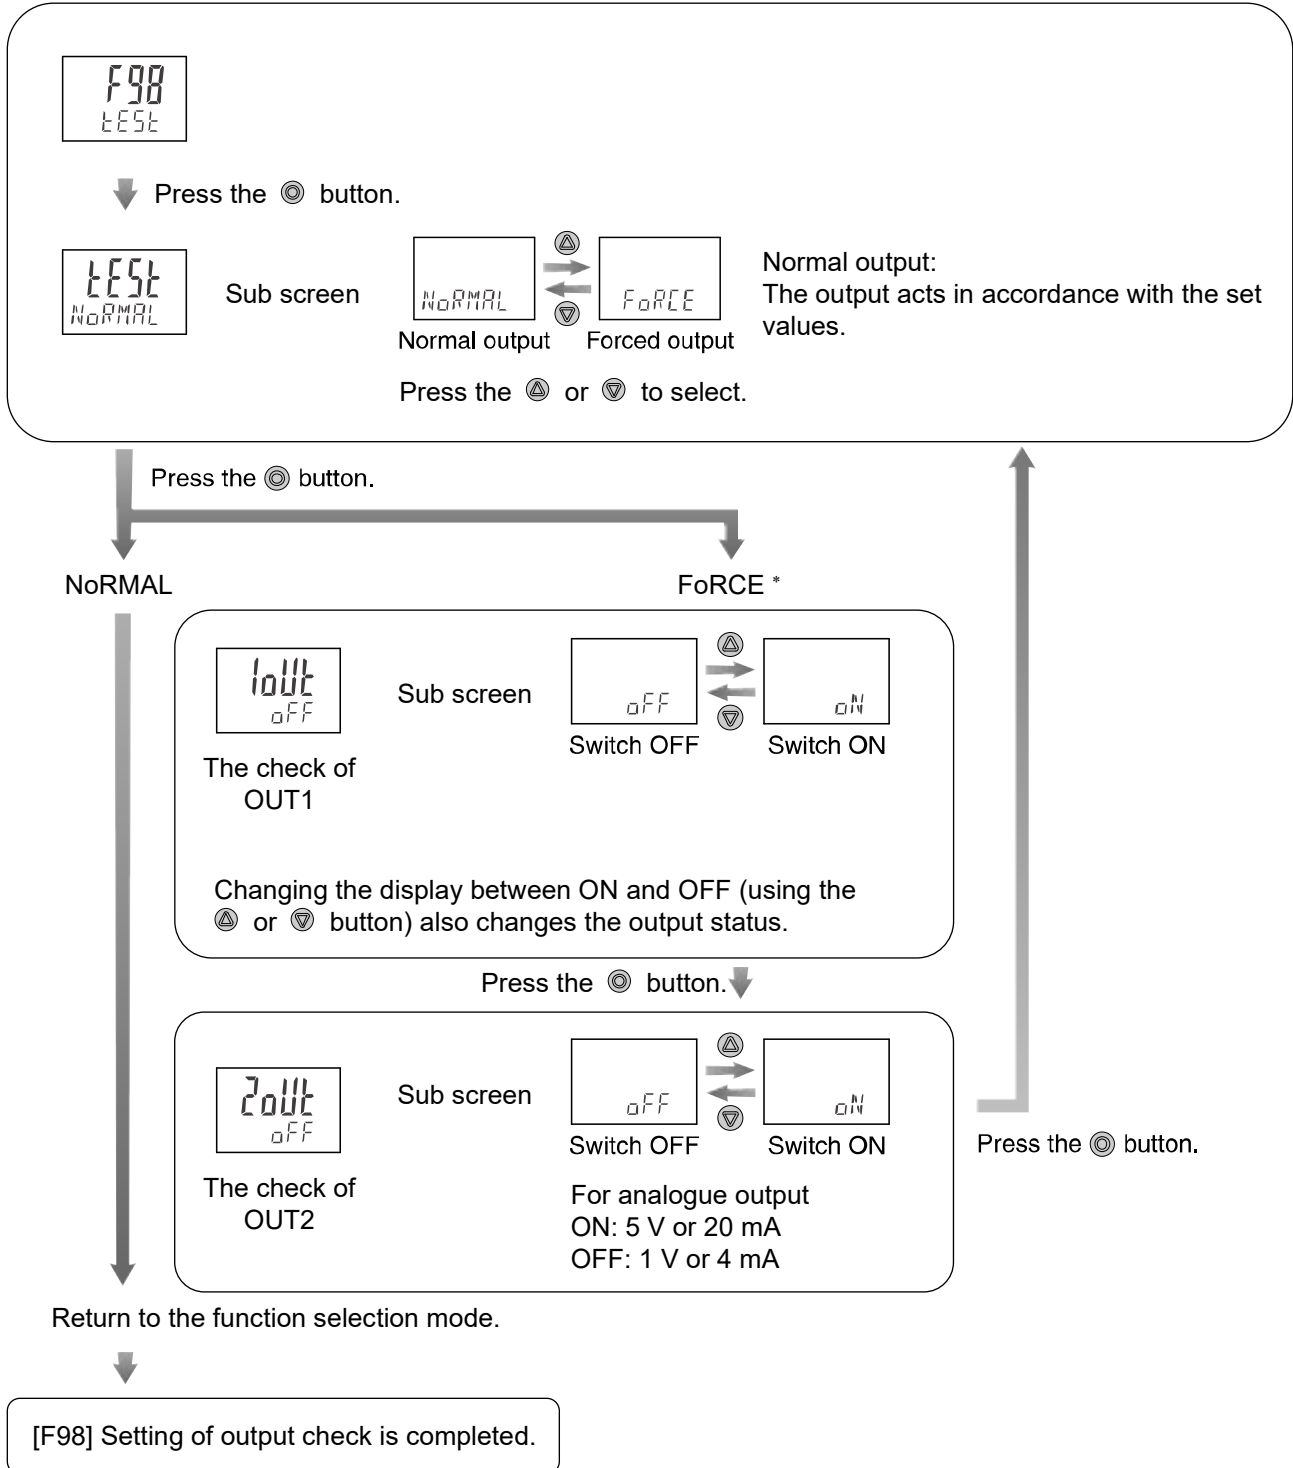 F98
tESt
Press the button.
tESt
NoRMAL
Sub screen
NoRMAL
FoRCE
Normal output
Forced output
Normal output:
The output acts in accordance with the set
values.
Press the or to select.
Press the button.
NoRMAL
FoRCE *
1oUt
oFF
Sub screen
oFF
oN
Switch OFF
Switch ON
The check of
OUT1
Changing the display between ON and OFF (using the
or button) also changes the output status.
Press the button.
2oUt
oFF
Sub screen
oFF
oN
Switch OFF
Switch ON
The check of
OUT2
For analogue output
ON: 5 V or 20 mA
OFF: 1 V or 4 mA
Press the button.
Return to the function selection mode.
[F98] Setting of output check is completed.